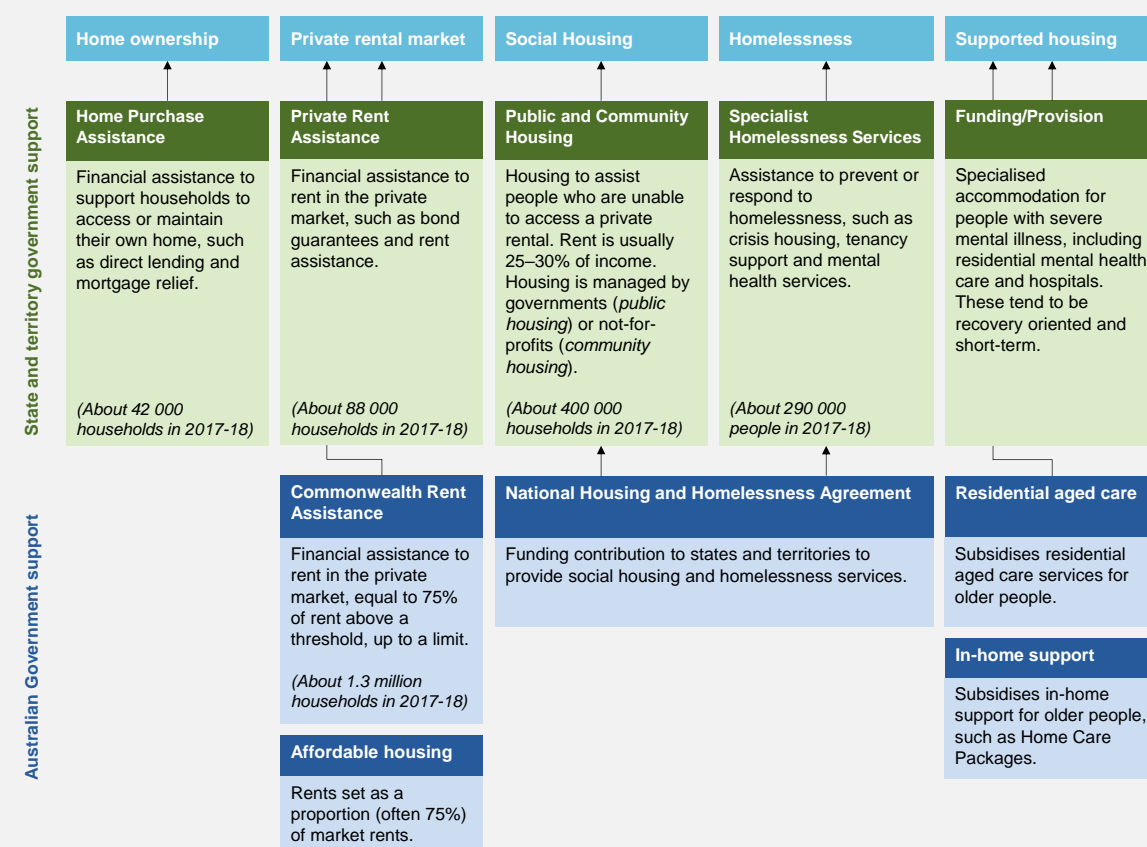 Home ownership
Private rental market
Social Housing
Homelessness
Supported housing
State and territory government support
Home Purchase
Assistance
Financial assistance to
support households to
access or maintain
their own home, such
as direct lending and
mortgage relief.
(About 42 000
households in 2017-18)
Private Rent
Assistance
Financial assistance to
rent in the private
market, such as bond
guarantees and rent
assistance.
(About 88 000
households in 2017-18)
Public and Community
Housing
Housing to assist
people who are unable
to access a private
rental. Rent is usually
25–30% of income.
Housing is managed by
governments (public
housing) or not-for-
profits (community
housing).
(About 400 000
households in 2017-18)
Specialist
Homelessness Services
Assistance to prevent or
respond to
homelessness, such as
crisis housing, tenancy
support and mental
health services.
(About 290 000
people in 2017-18)
Funding/Provision
Specialised
accommodation for
people with severe
mental illness, including
residential mental health
care and hospitals.
These tend to be
recovery oriented and
short-term.
Australian Government support
Commonwealth Rent
Assistance
Financial assistance to
rent in the private
market, equal to 75%
of rent above a
threshold, up to a limit.
(About 1.3 million
households in 2017-18)
Affordable housing
Rents set as a
proportion (often 75%)
of market rents.
National Housing and Homelessness Agreement
Funding contribution to states and territories to
provide social housing and homelessness services.
Residential aged care
Subsidises residential
aged care services for
older people.
In-home support
Subsidises in-home
support for older people,
such as Home Care
Packages.